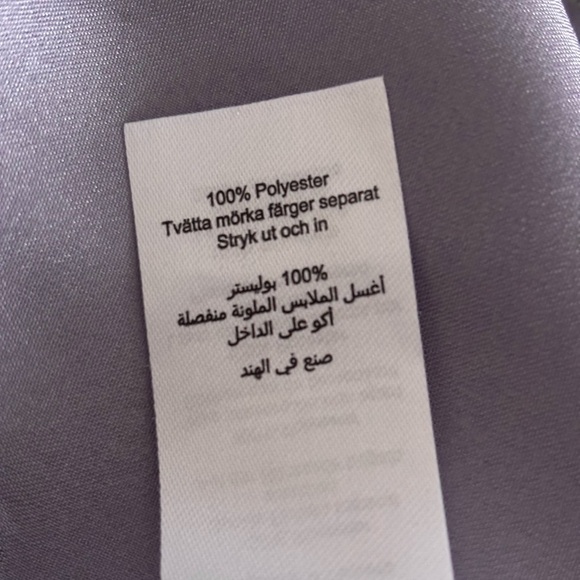 100% Polyester
Tvätta mörka färger separat
Stryk ut och in
100% بوليستر
أغسل الملابس الملونة منفصلة
أكو على الداخل
صنع في الهند